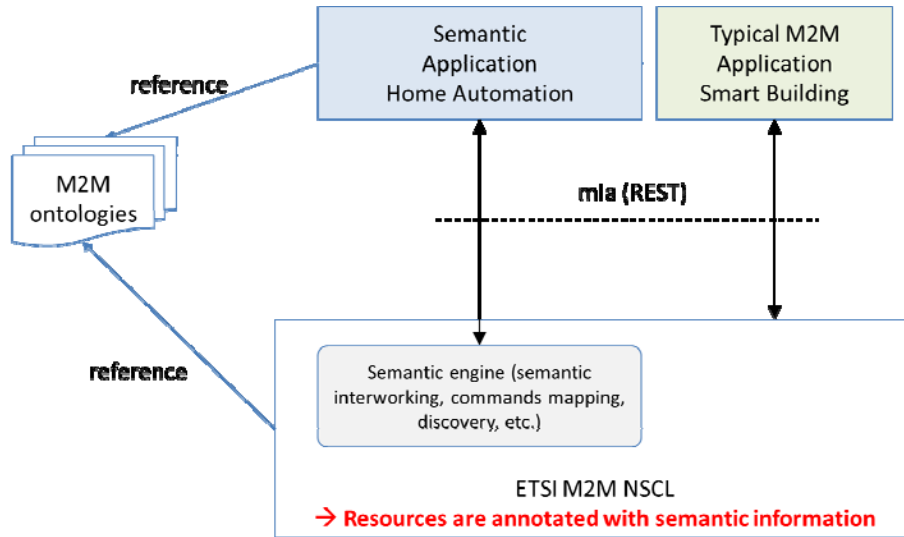 Semantic
Application
Home Automation
Typical M2M
Application
Smart Building
reference
M2M
ontologies
mIa (REST)
reference
Semantic engine (semantic
interworking, commands mapping,
discovery, etc.)
ETSI M2M NSCL
→ Resources are annotated with semantic information